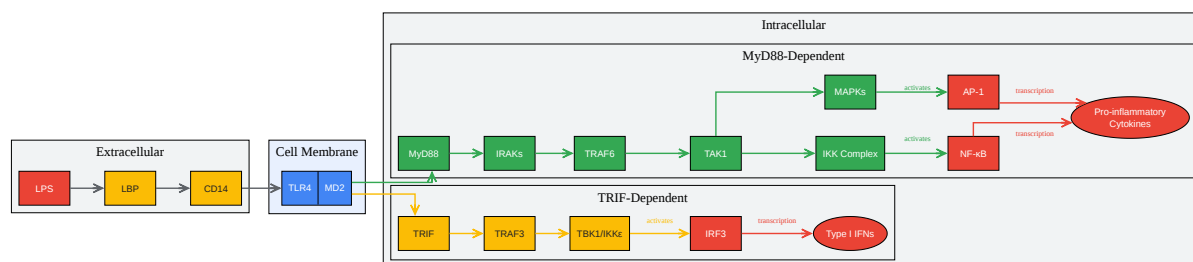 Intracellular
MyD88-Dependent
MAPKs
activates
AP-1
transcription
Pro-inflammatory
Cytokines
Extracellular
Cell Membrane
MyD88
IRAKs
TRAF6
TAK1
IKK Complex
activates
NF-κB
transcription
LPS
LBP
CD14
TLR4
MD2
TRIF-Dependent
TRIF
TRAF3
TBK1/IKKε
activates
IRF3
transcription
Type I IFNs